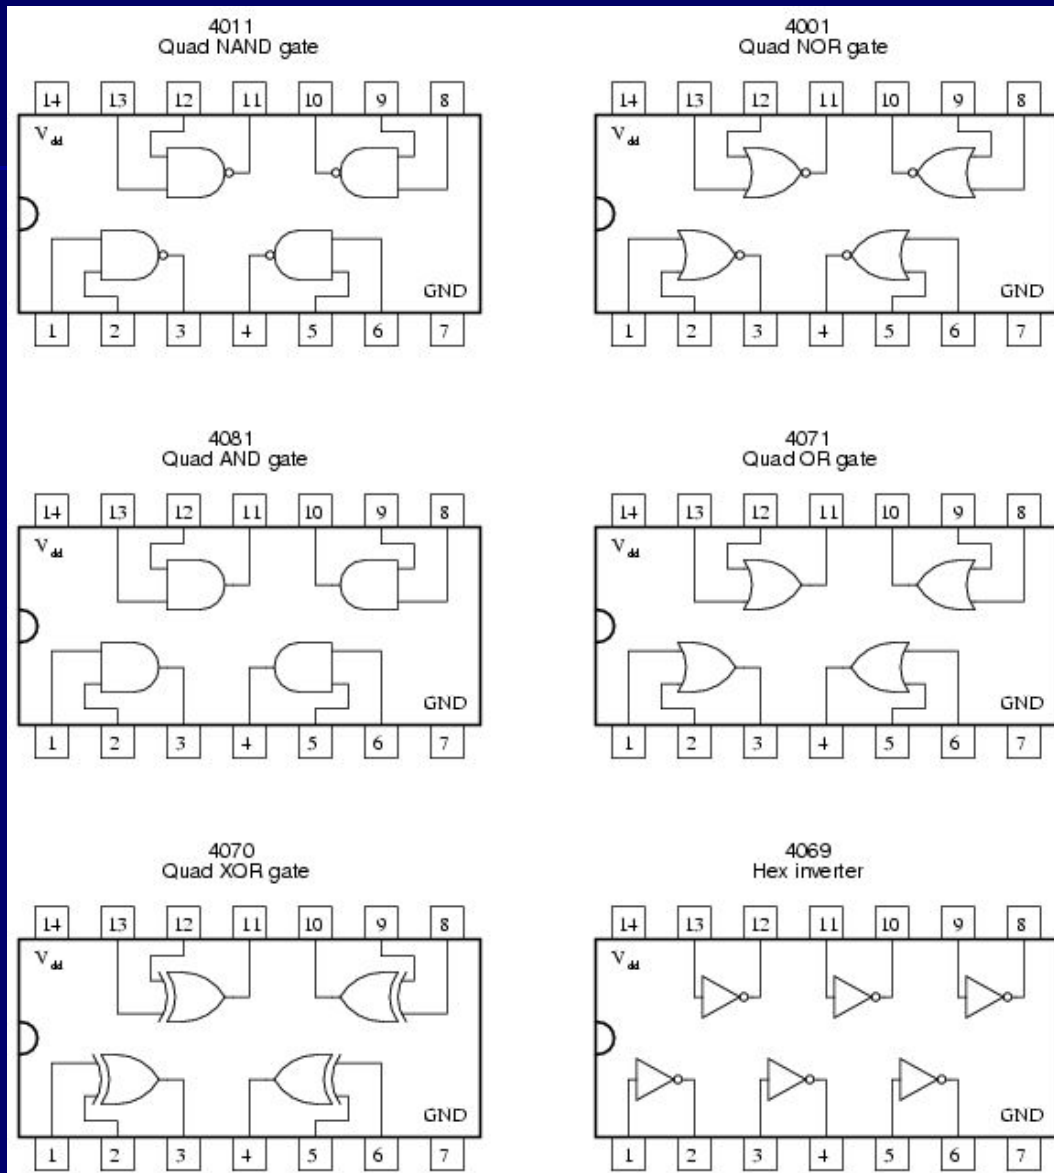 4011
Quad NAND gate
14 13 12 11 10 9 8
Vdd
GND
1 2 3 4 5 6 7
4001
Quad NOR gate
14 13 12 11 10 9 8
Vdd
GND
1 2 3 4 5 6 7
4081
Quad AND gate
14 13 12 11 10 9 8
Vdd
GND
1 2 3 4 5 6 7
4071
Quad OR gate
14 13 12 11 10 9 8
Vdd
GND
1 2 3 4 5 6 7
4070
Quad XOR gate
14 13 12 11 10 9 8
Vdd
GND
1 2 3 4 5 6 7
4069
Hex inverter
14 13 12 11 10 9 8
Vdd
GND
1 2 3 4 5 6 7